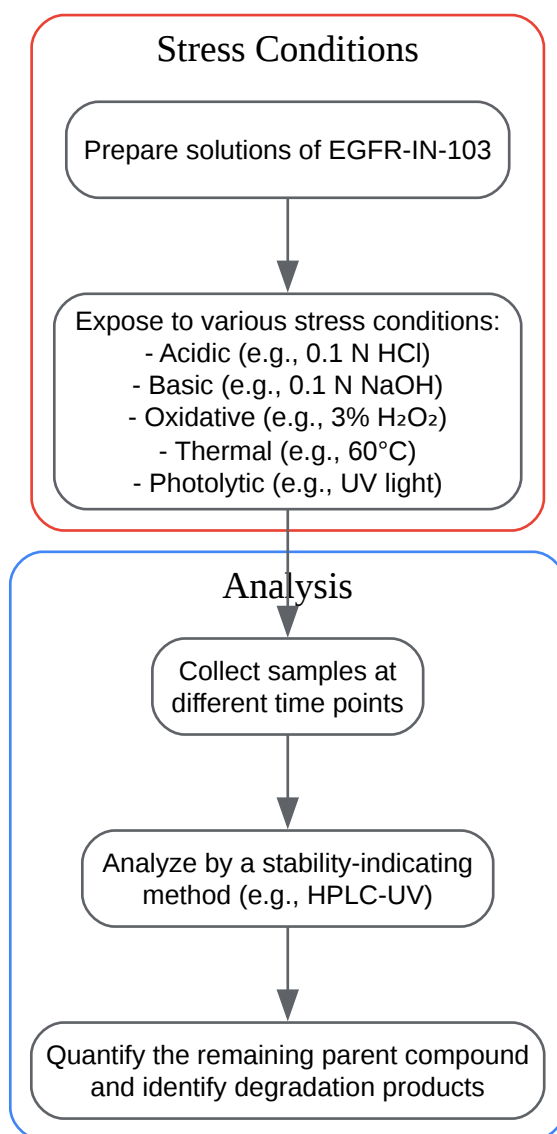 Stress Conditions
Prepare solutions of EGFR-IN-103
Expose to various stress conditions:
- Acidic (e.g., 0.1 N HCl)
- Basic (e.g., 0.1 N NaOH)
- Oxidative (e.g., 3% H₂O₂)
- Thermal (e.g., 60°C)
- Photolytic (e.g., UV light)
Analysis
Collect samples at
different time points
Analyze by a stability-indicating
method (e.g., HPLC-UV)
Quantify the remaining parent compound
and identify degradation products